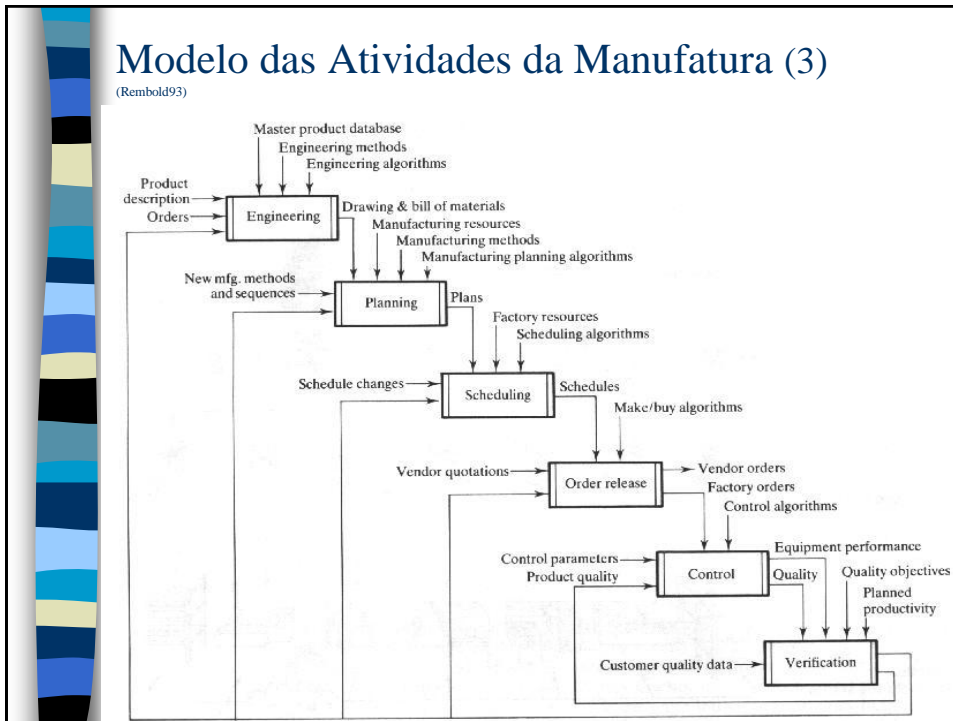 Modelo das Atividades da Manufatura (3)
(Rembold93)
Master product database
Engineering methods
Engineering algorithms
Product
description
Orders
Engineering
Drawing & bill of materials
Manufacturing resources
Manufacturing methods
Manufacturing planning algorithms
New mfg. methods
and sequences
Planning
Plans
Factory resources
Scheduling algorithms
Schedule changes
Scheduling
Schedules
Make/buy algorithms
Vendor quotations
Order release
Vendor orders
Factory orders
Control algorithms
Control parameters
Product quality
Control
Equipment performance
Quality
Quality objectives
Planned
productivity
Customer quality data
Verification